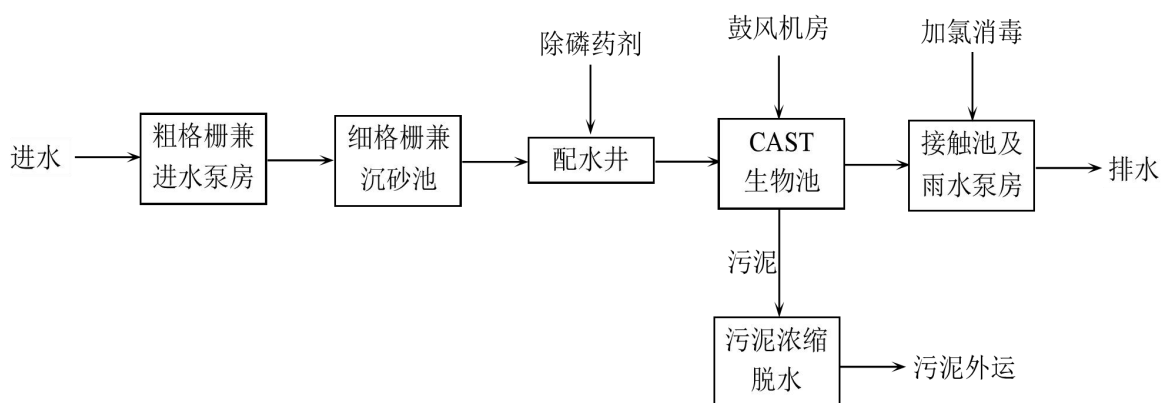 除磷药剂
鼓风机房
加氯消毒
进水
粗格栅兼
进水泵房
细格栅兼
沉砂池
配水井
CAST
生物池
接触池及
雨水泵房
排水
污泥
污泥浓缩
脱水
污泥外运